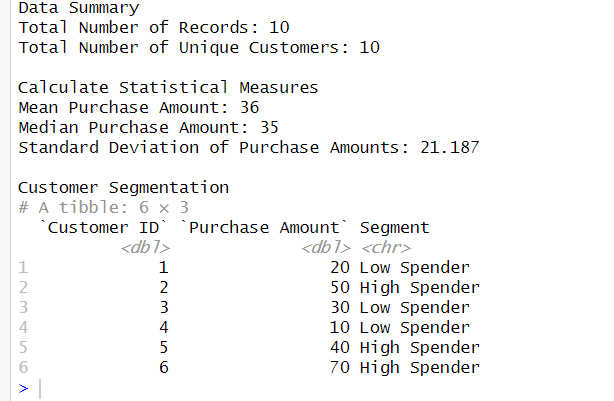 Data Summary
Total Number of Records: 10
Total Number of Unique Customers: 10
Calculate Statistical Measures
Mean Purchase Amount: 36
Median Purchase Amount: 35
Standard Deviation of Purchase Amounts: 21.187
Customer Segmentation
# A tibble: 6 × 3
`Customer ID` `Purchase Amount` Segment
<dbl> <dbl> <chr>
1 1 20 Low Spender
2 2 50 High Spender
3 3 30 Low Spender
4 4 10 Low Spender
5 5 40 High Spender
6 6 70 High Spender
>